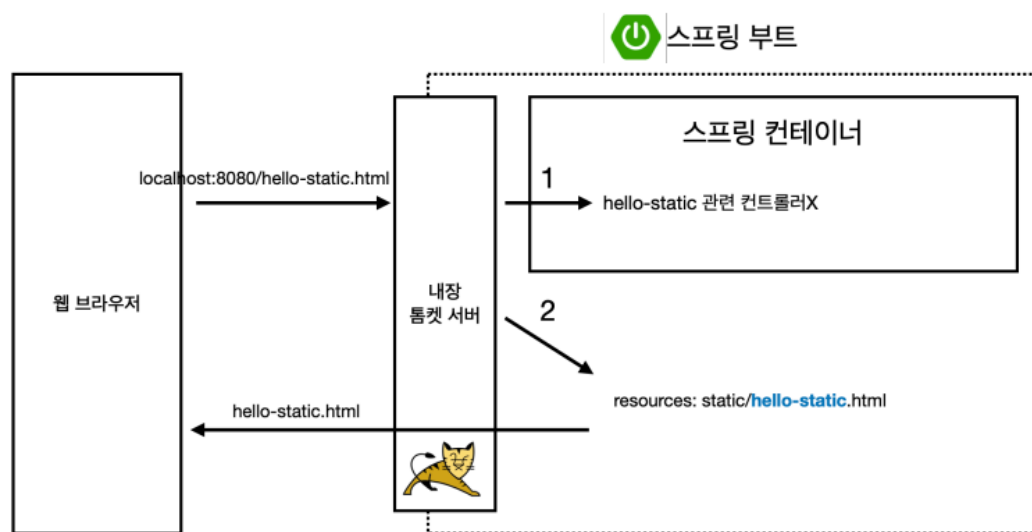 스프링 부트
스프링 컨테이너
localhost:8080/hello-static.html
1
hello-static 관련 컨트롤러X
웹 브라우저
내장
톰켓 서버
2
resources: static/hello-static.html
hello-static.html